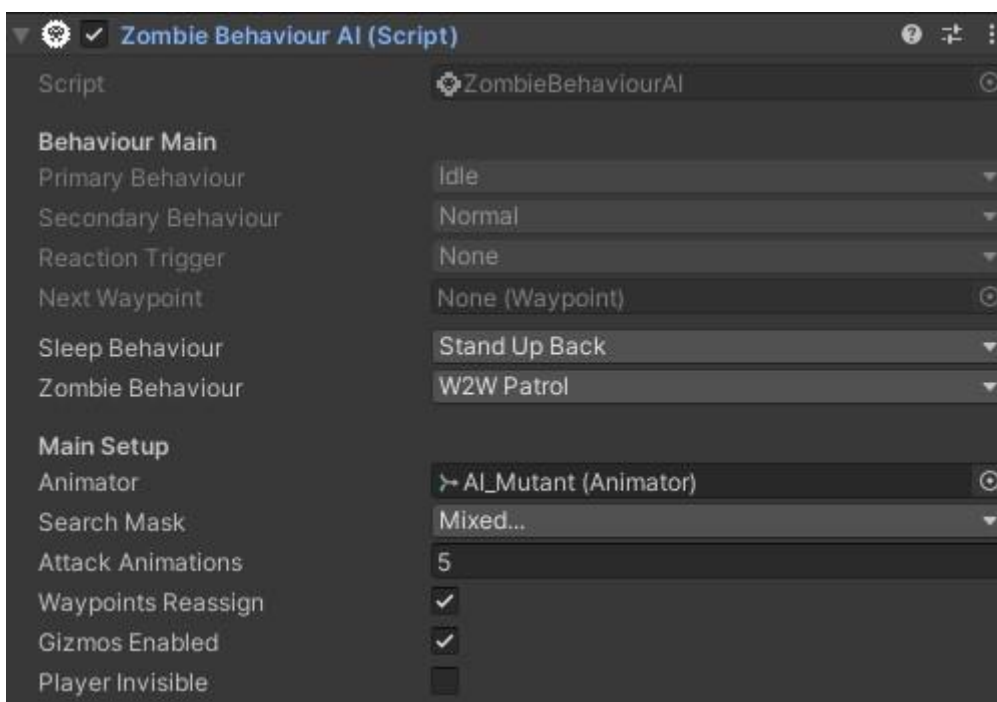 Zombie Behaviour AI (Script)
Script ZombieBehaviourAI
Behaviour Main
Primary Behaviour Idle
Secondary Behaviour Normal
Reaction Trigger None
Next Waypoint None (Waypoint)
Sleep Behaviour Stand Up Back
Zombie Behaviour W2W Patrol
Main Setup
Animator AI_Mutant (Animator)
Search Mask Mixed...
Attack Animations 5
Waypoints Reassign
Gizmos Enabled
Player Invisible